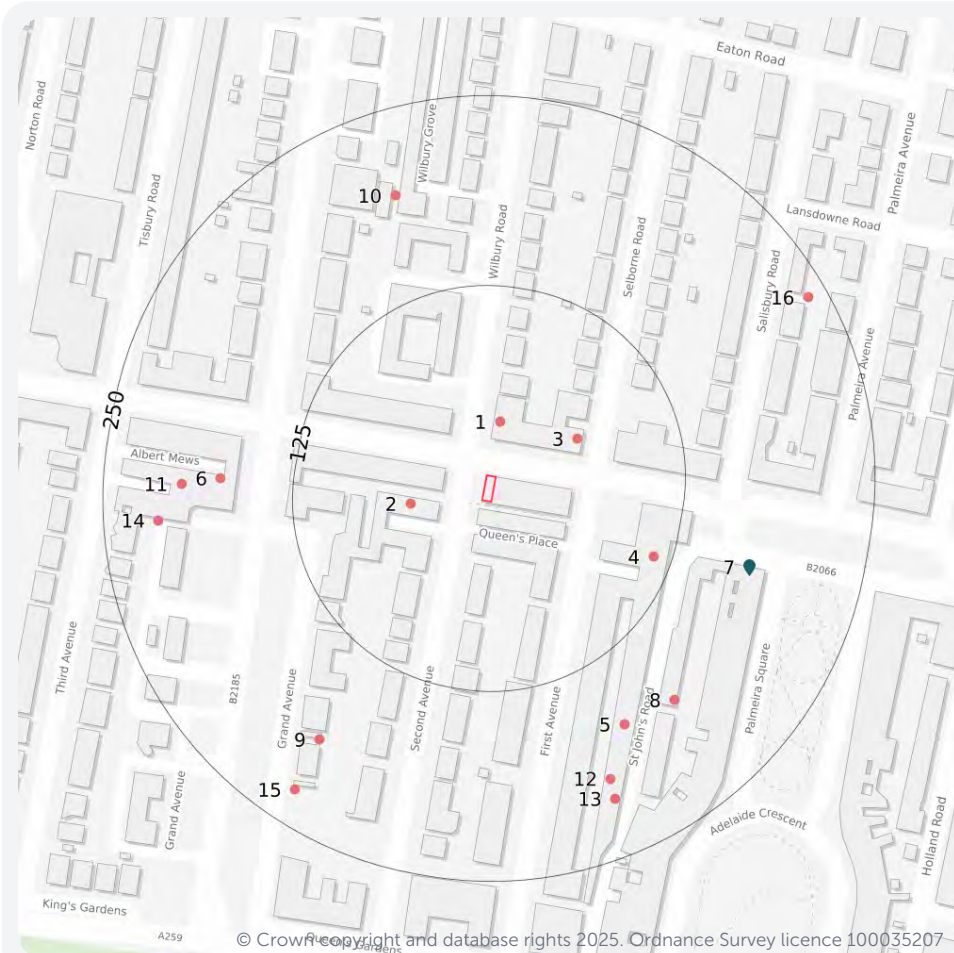 Eaton Road
Norton Road
Wilbury Grove
Palmeira Avenue
10
Tisbury Road
Lansdowne Road
Wilbury Road
Selborne Road
Salisbury Road
16
Palmeira Avenue
250
125
1
3
Albert Mews
11
6
2
14
Queen's Place
4
7
B2066
Third Avenue
B2185
Grand Avenue
Second Avenue
First Avenue
St John's Road
Palmeira Square
8
5
9
12
13
15
Grand Avenue
Adelaide Crescent
Holland Road
King's Gardens
A259
Queen's Gardens
© Crown copyright and database rights 2025. Ordnance Survey licence 100035207